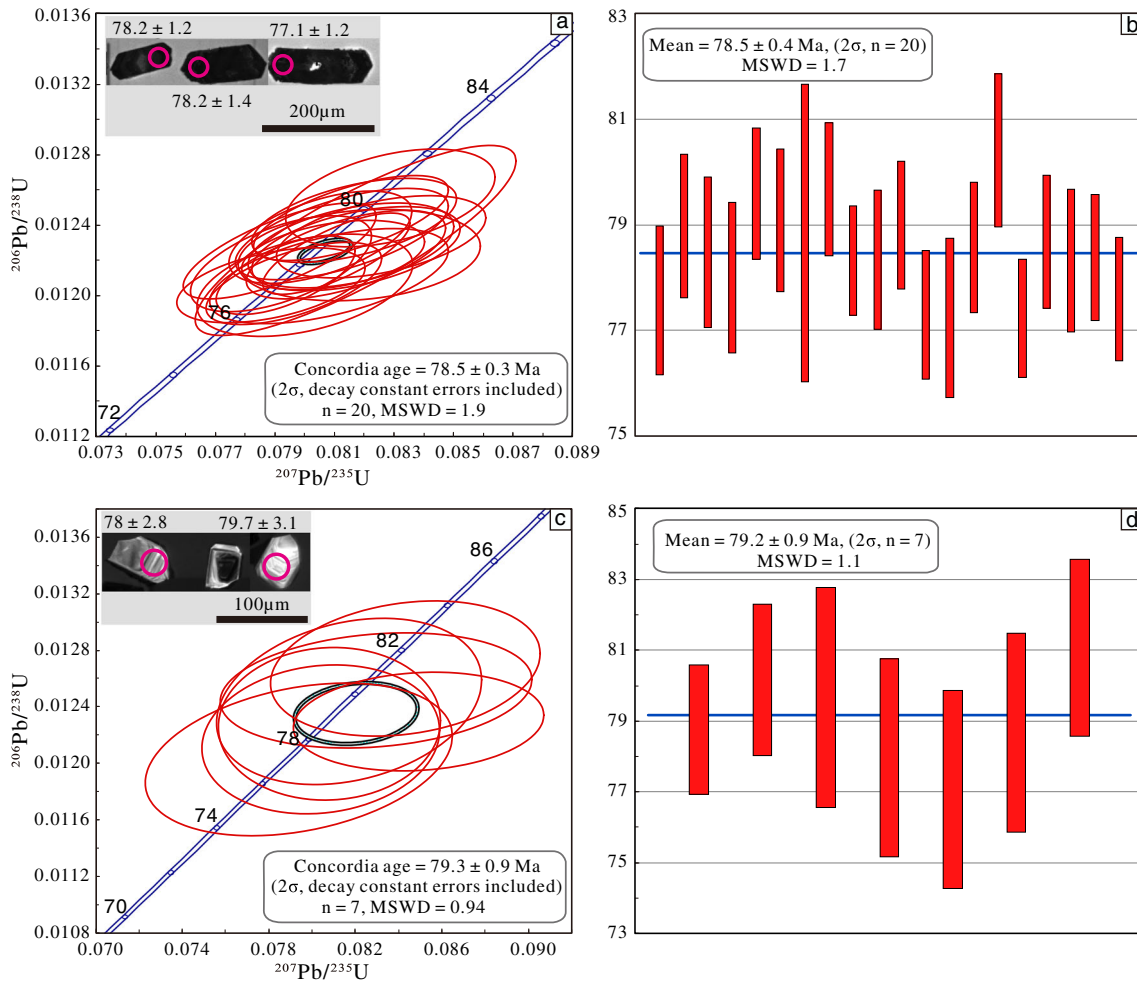 a
78.2 ± 1.2
77.1 ± 1.2
78.2 ± 1.4
200μm
84
80
76
72
Concordia age = 78.5 ± 0.3 Ma
(2σ, decay constant errors included)
n = 20, MSWD = 1.9
0.0136
0.0132
0.0128
0.0124
0.0120
0.0116
0.0112
²⁰⁶Pb/²³⁸U
0.073
0.075
0.077
0.079
0.081
0.083
0.085
0.087
0.089
²⁰⁷Pb/²³⁵U
b
Mean = 78.5 ± 0.4 Ma, (2σ, n = 20)
MSWD = 1.7
83
81
79
77
75
c
78 ± 2.8
79.7 ± 3.1
100μm
86
82
78
74
70
Concordia age = 79.3 ± 0.9 Ma
(2σ, decay constant errors included)
n = 7, MSWD = 0.94
0.0136
0.0132
0.0128
0.0124
0.0120
0.0116
0.0112
0.0108
²⁰⁶Pb/²³⁸U
0.070
0.074
0.078
0.082
0.086
0.090
²⁰⁷Pb/²³⁵U
d
Mean = 79.2 ± 0.9 Ma, (2σ, n = 7)
MSWD = 1.1
85
83
81
79
77
75
73